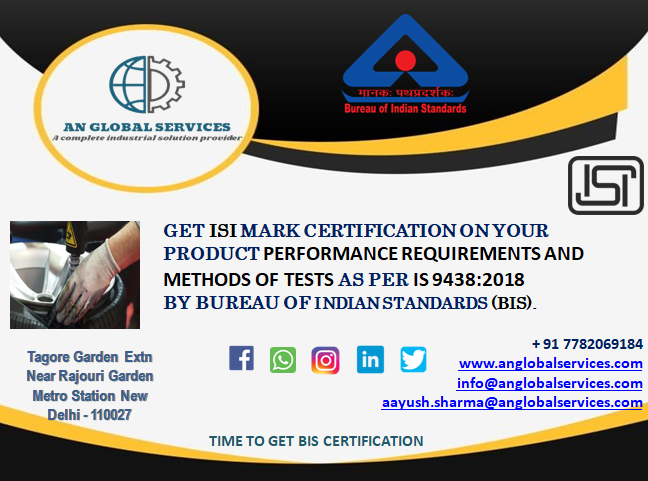 AN GLOBAL SERVICES
A complete industrial solution provider
मानकः पथप्रदर्शकः
Bureau of Indian Standards
ISI
GET ISI MARK CERTIFICATION ON YOUR
PRODUCT PERFORMANCE REQUIREMENTS AND
METHODS OF TESTS AS PER IS 9438:2018
BY BUREAU OF INDIAN STANDARDS (BIS).
Tagore Garden Extn
Near Rajouri Garden
Metro Station New
Delhi - 110027
+ 91 7782069184
www.anglobalservices.com
info@anglobalservices.com
aayush.sharma@anglobalservices.com
TIME TO GET BIS CERTIFICATION